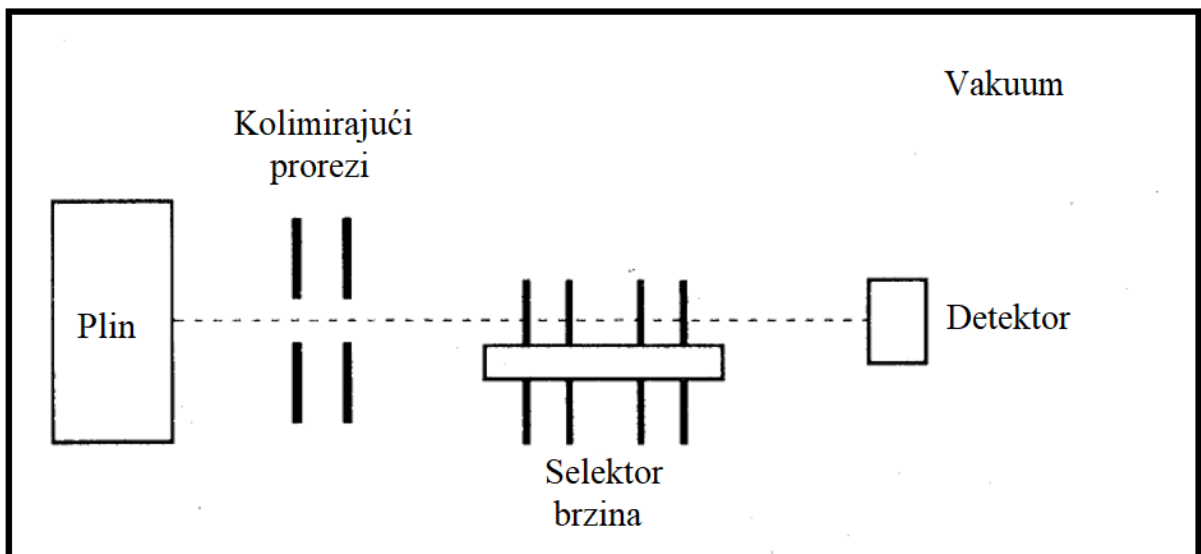 Vakuum
Kolimirajući
prorezi
Plin
Detektor
Selektor
brzina